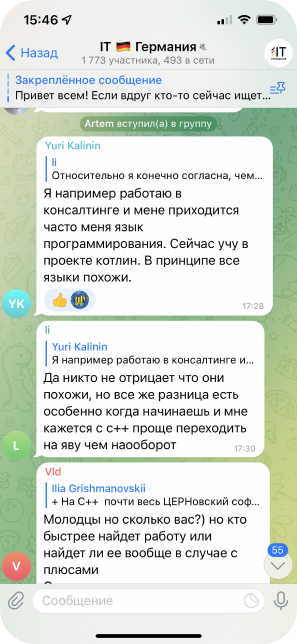 15:46
Назад
IT 🇩🇪 Германия
1 773 участника, 493 в сети
IT
Закреплённое сообщение
Привет всем! Если вдруг кто-то сейчас ищет...
Artem вступил(а) в группу
Yuri Kalinin
li
Относительно я конечно согласна, чем...
Я например работаю в
консалтинге и мене приходится
часто меня язык
программирования. Сейчас учу в
проекте котлин. В принципе все
языки похожи.
YK
17:28
li
Yuri Kalinin
Я например работаю в консалтинге и...
Да никто не отрицает что они
похожи, но все же разница есть
особенно когда начинаешь и мне
кажется с с++ проще переходить
на яву чем наооборот
L
17:30
Vld
Ilia Grishmanovskii
+ На С++ почти весь ЦЕРНовский соф...
Молодцы но сколько вас?) но кто
быстрее найдет работу или
найдет ли ее вообще в случае с
плюсами
V
55
Сообщение